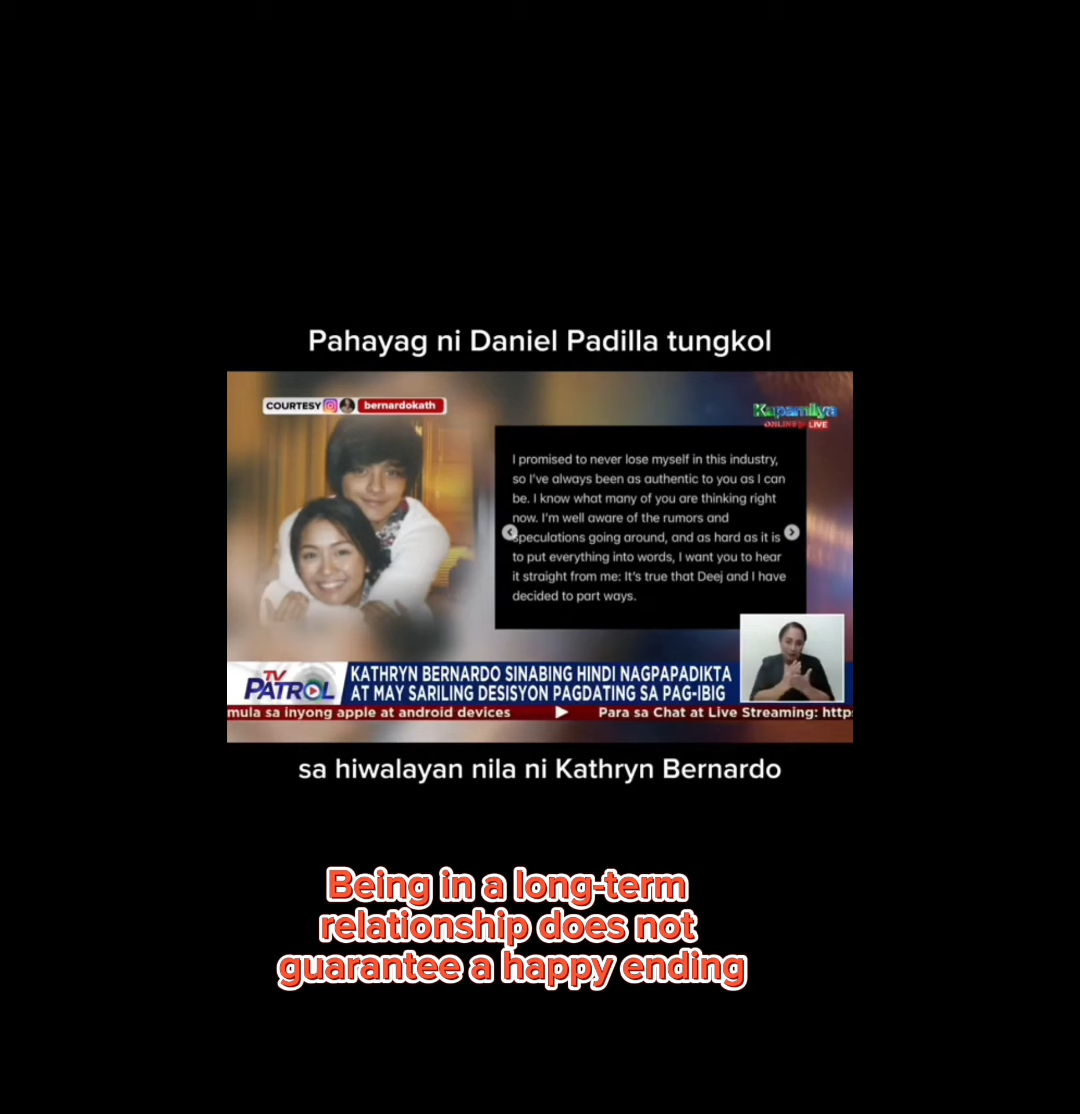 Pahayag ni Daniel Padilla tungkol
COURTESY bernardokath
Kapamilya
ONLINE LIVE
I promised to never lose myself in this industry,
so I've always been as authentic to you as I can
be. I know what many of you are thinking right
now. I'm well aware of the rumors and
speculations going around, and as hard as it is
to put everything into words, I want you to hear
it straight from me: It's true that Deej and I have
decided to part ways.
TV
PATROL
KATHRYN BERNARDO SINABING HINDI NAGPAPADIKTA
AT MAY SARILING DESISYON PAGDATING SA PAG-IBIG
mula sa inyong apple at android devices Para sa Chat at Live Streaming: http
sa hiwalayan nila ni Kathryn Bernardo
Being in a long-term
relationship does not
guarantee a happy ending